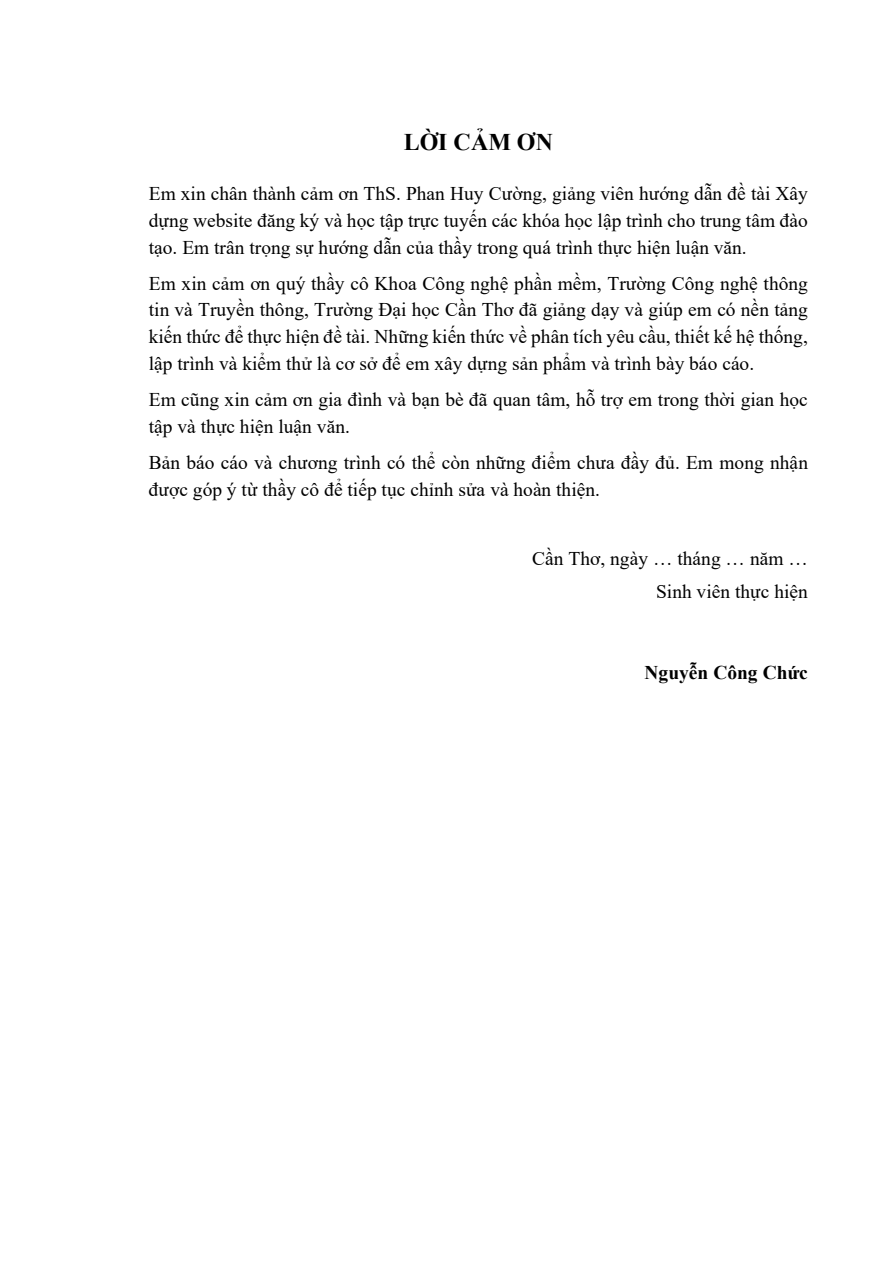 LỜI CẢM ƠN
Em xin chân thành cảm ơn ThS. Phan Huy Cường, giảng viên hướng dẫn đề tài Xây
dựng website đăng ký và học tập trực tuyến các khóa học lập trình cho trung tâm đào
tạo. Em trân trọng sự hướng dẫn của thầy trong quá trình thực hiện luận văn.
Em xin cảm ơn quý thầy cô Khoa Công nghệ phần mềm, Trường Công nghệ thông
tin và Truyền thông, Trường Đại học Cần Thơ đã giảng dạy và giúp em có nền tảng
kiến thức để thực hiện đề tài. Những kiến thức về phân tích yêu cầu, thiết kế hệ thống,
lập trình và kiểm thử là cơ sở để em xây dựng sản phẩm và trình bày báo cáo.
Em cũng xin cảm ơn gia đình và bạn bè đã quan tâm, hỗ trợ em trong thời gian học
tập và thực hiện luận văn.
Bản báo cáo và chương trình có thể còn những điểm chưa đầy đủ. Em mong nhận
được góp ý từ thầy cô để tiếp tục chỉnh sửa và hoàn thiện.
Cần Thơ, ngày … tháng … năm …
Sinh viên thực hiện
Nguyễn Công Chức